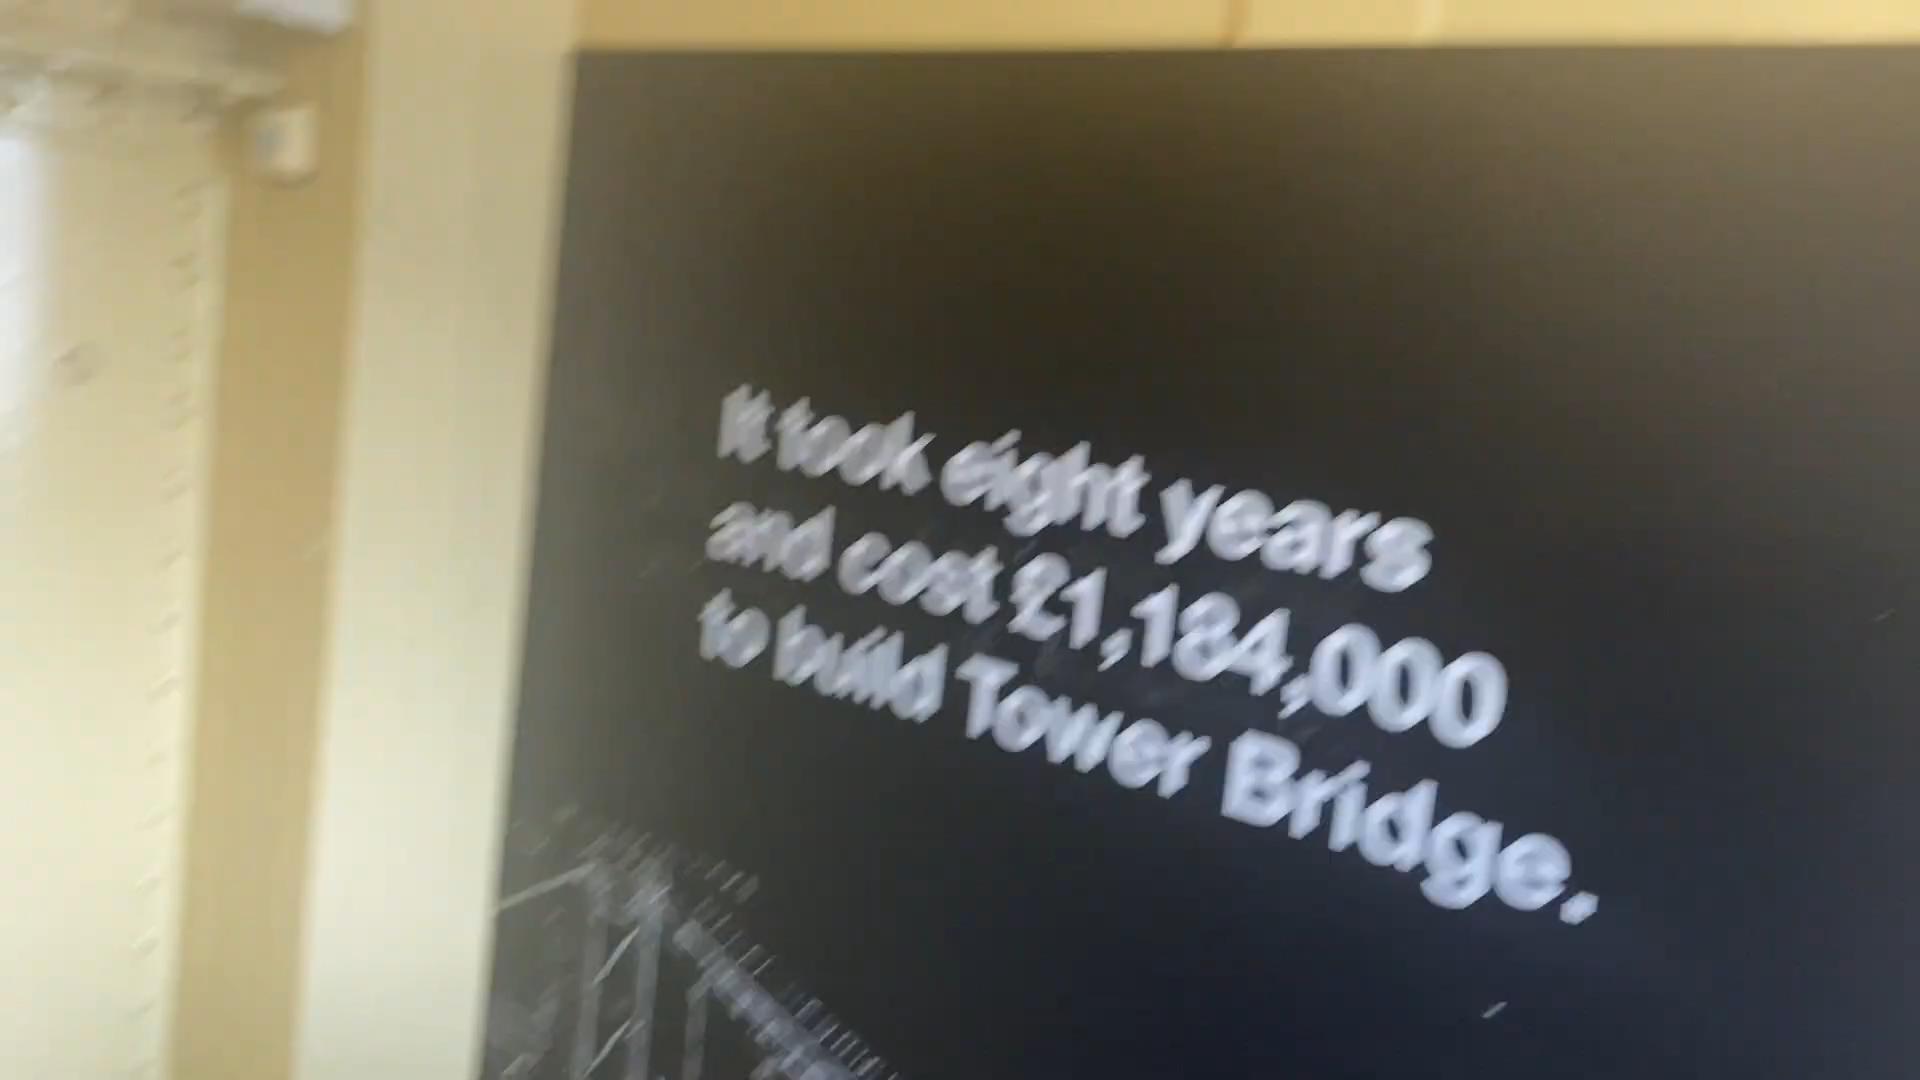 It took eight years
and cost £1,184,000
to build Tower Bridge.